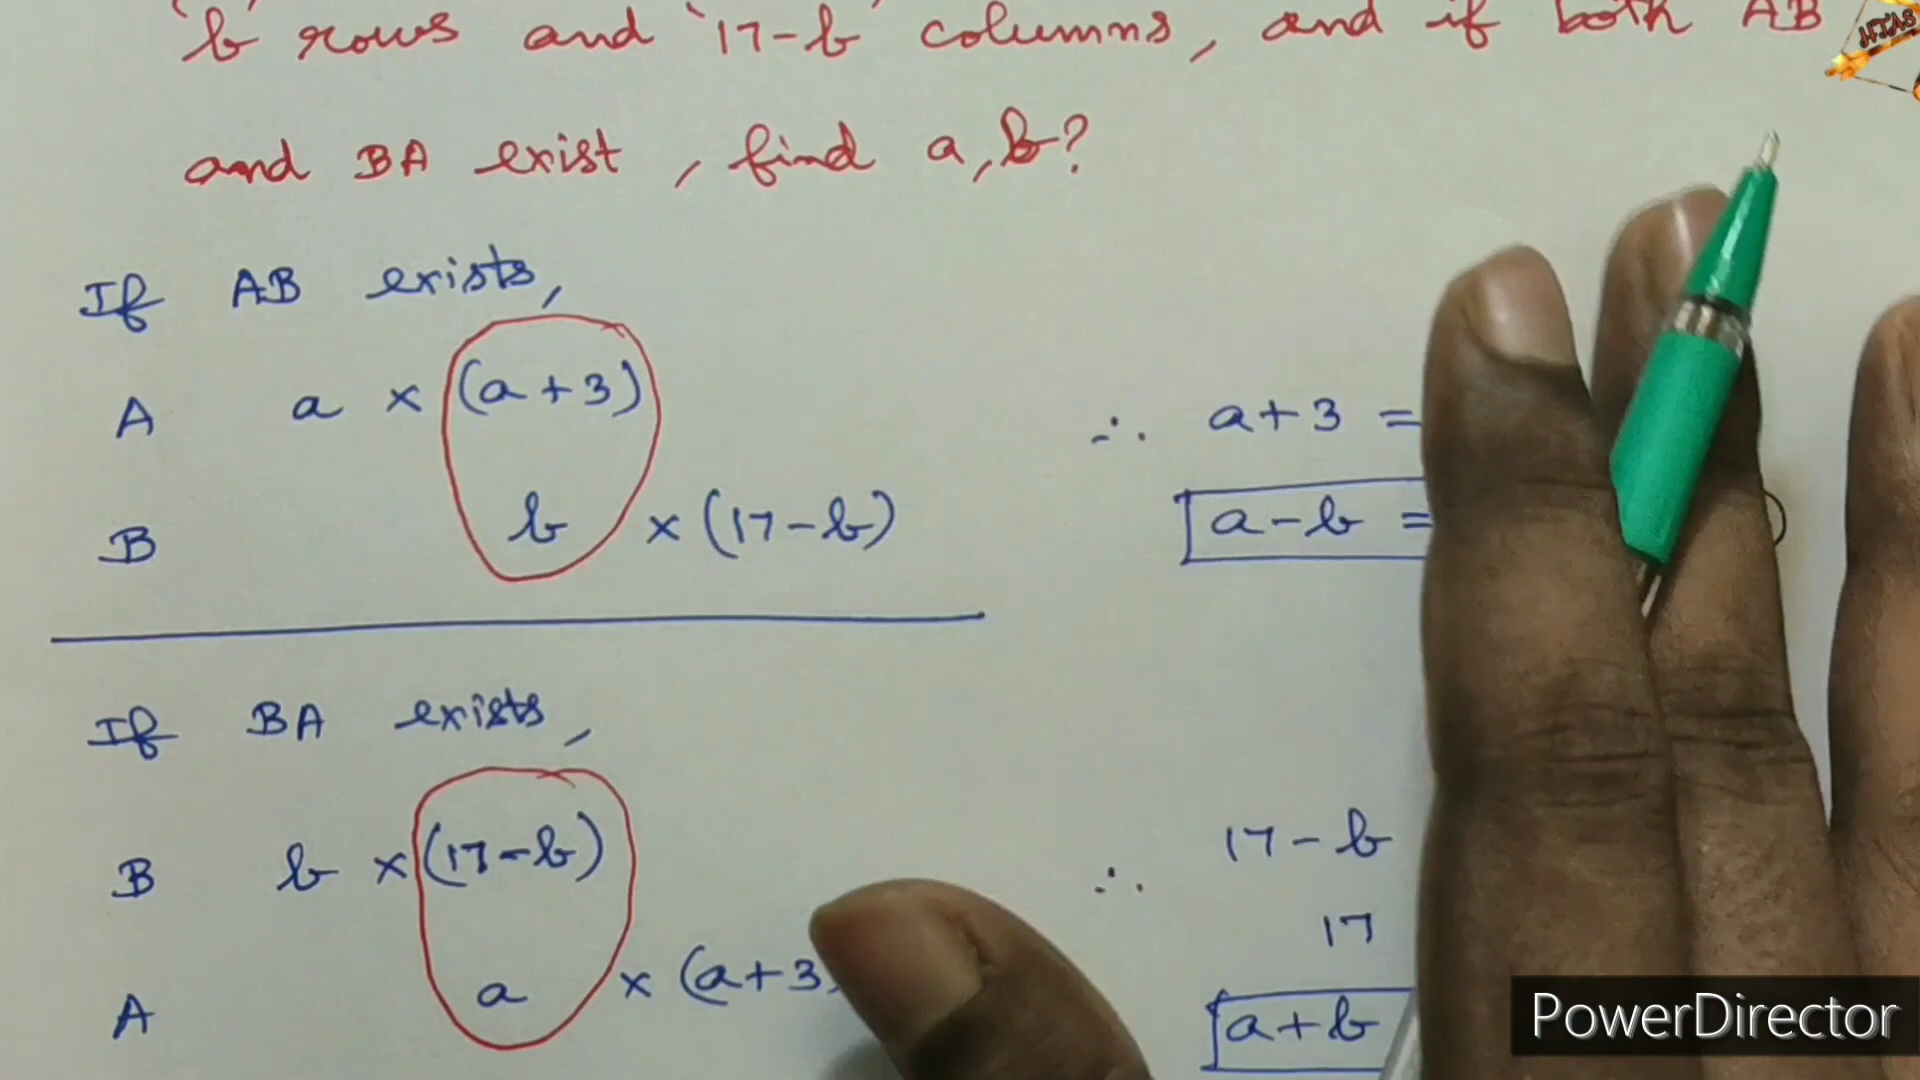 'b' rows and '17-b' columns, and if both AB
HTAS
and BA exist, find a,b?
If AB exists,
A a × (a+3)
B b × (17-b)
∴ a+3 =
a-b =
If BA exists,
B b × (17-b)
A a × (a+3)
∴ 17-b
17
a+b
PowerDirector